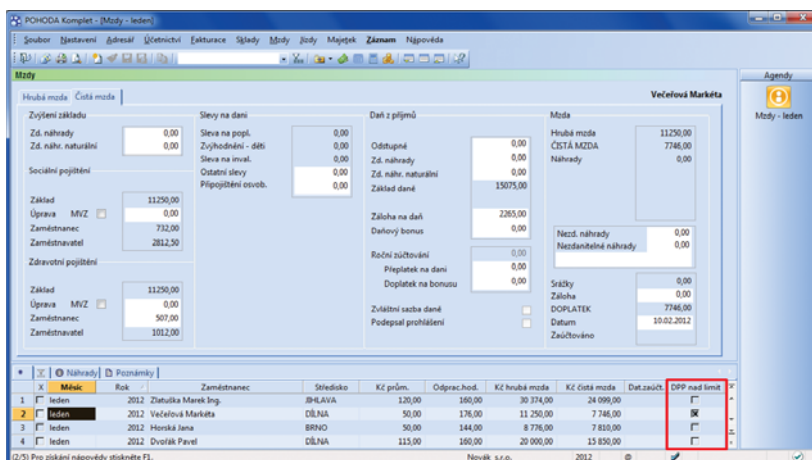 POHODA Komplet - [Mzdy - leden]
Soubor Nastavení Adresář Účetnictví Fakturace Sklady Mzdy Jízdy Majetek Záznam Nápověda
Mzdy
Agendy
Hrubá mzda Čistá mzda
Večeřová Markéta
Mzdy - leden
Zvýšení základu Slevy na dani Daň z příjmů Mzda
Zd. náhrady 0,00
Zd. náhr. naturální 0,00
Sociální pojištění
Základ 11250,00
Úprava MVZ 0,00
Zaměstnanec 732,00
Zaměstnavatel 2812,50
Zdravotní pojištění
Základ 11250,00
Úprava MVZ 0,00
Zaměstnanec 507,00
Zaměstnavatel 1012,00
Sleva na popl. 0,00
Zvýhodnění - děti 0,00
Sleva na inval. 0,00
Ostatní slevy 0,00
Připojištění osvob. 0,00
Odstupné 0,00
Zd. náhrady 0,00
Zd. náhr. naturální 0,00
Základ daně 15075,00
Záloha na daň 2265,00
Daňový bonus 0,00
Roční zúčtování 0,00
Přeplatek na dani 0,00
Doplatek na bonusu 0,00
Zvláštní sazba daně
Podepsal prohlášení
Hrubá mzda 11250,00
ČISTÁ MZDA 7746,00
Náhrady 0,00
Nezd. náhrady 0,00
Nezdanitelné náhrady 0,00
Srážky 0,00
Záloha 0,00
DOPLATEK 7746,00
Datum 10.02.2012
Zaúčtováno
Náhrady Poznámky
X Měsíc Rok Zaměstnanec Středisko Kč prům. Odprac.hod. Kč hrubá mzda Kč čistá mzda Dat.zaúčt. DPP nad limit
1 leden 2012 Zlatuška Marek Ing. JIHLAVA 120,00 160,00 30 374,00 24 099,00
2 leden 2012 Večeřová Markéta DÍLNA 50,00 176,00 11 250,00 7 746,00
3 leden 2012 Horská Jana BRNO 50,00 144,00 8 776,00 7 810,00
4 leden 2012 Dvořák Pavel DÍLNA 115,00 160,00 20 000,00 15 850,00
(2/5) Pro získání nápovědy stiskněte F1. Novák s.r.o. 2012 @